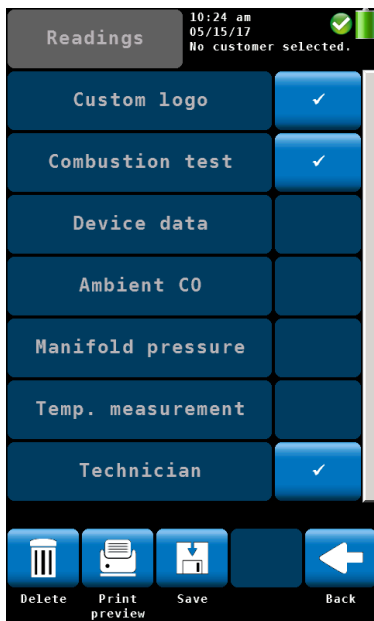 Readings
10:24 am
05/15/17
No customer selected.
Custom logo
Combustion test
Device data
Ambient CO
Manifold pressure
Temp. measurement
Technician
Delete
Print
preview
Save
Back